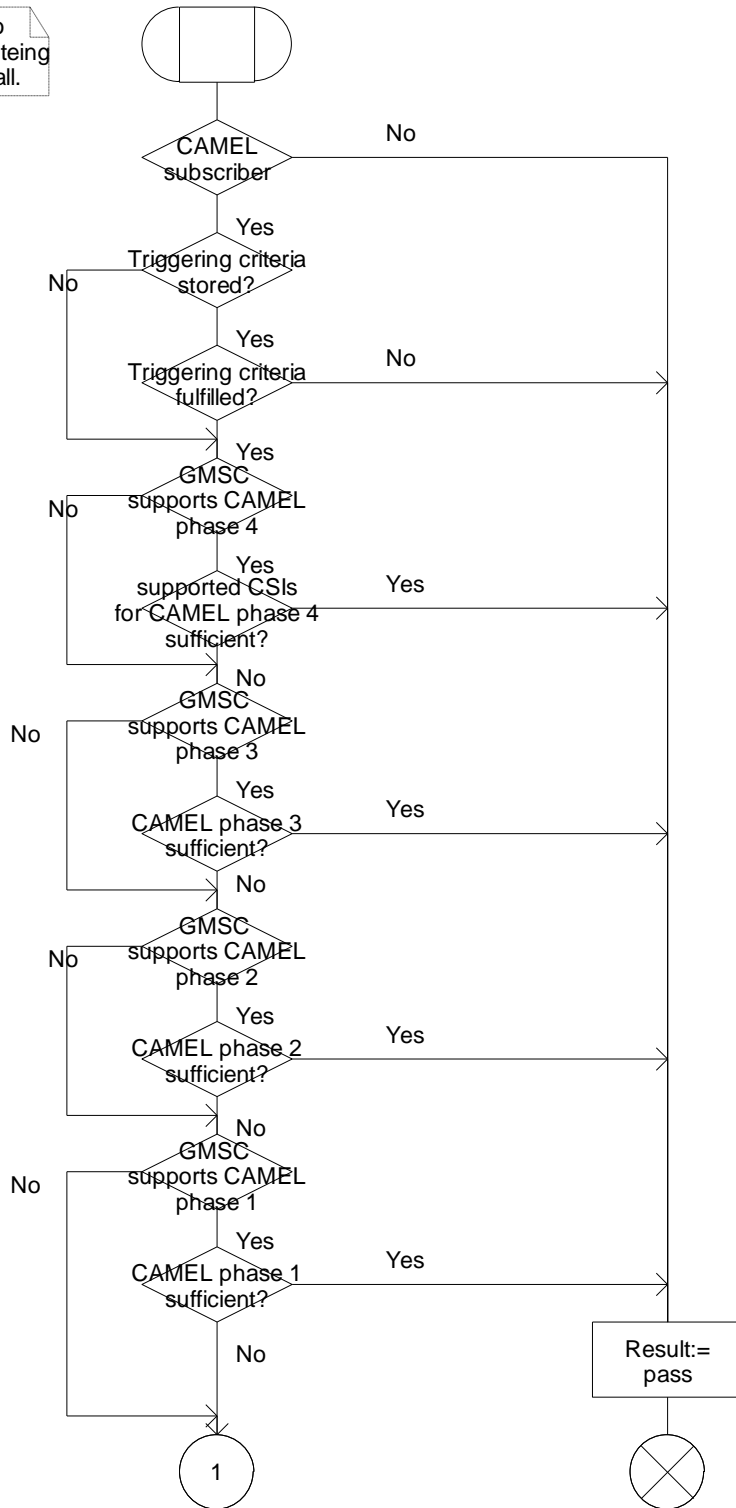 teing
all.
CAMEL
subscriber
No
Yes
Triggering criteria
stored?
No
Yes
Triggering criteria
fulfilled?
No
Yes
GMSC
supports CAMEL
phase 4
No
Yes
supported CSIs
for CAMEL phase 4
sufficient?
Yes
No
GMSC
supports CAMEL
phase 3
No
Yes
CAMEL phase 3
sufficient?
Yes
No
GMSC
supports CAMEL
phase 2
No
Yes
CAMEL phase 2
sufficient?
Yes
No
GMSC
supports CAMEL
phase 1
No
Yes
CAMEL phase 1
sufficient?
Yes
No
Result:=
pass
1